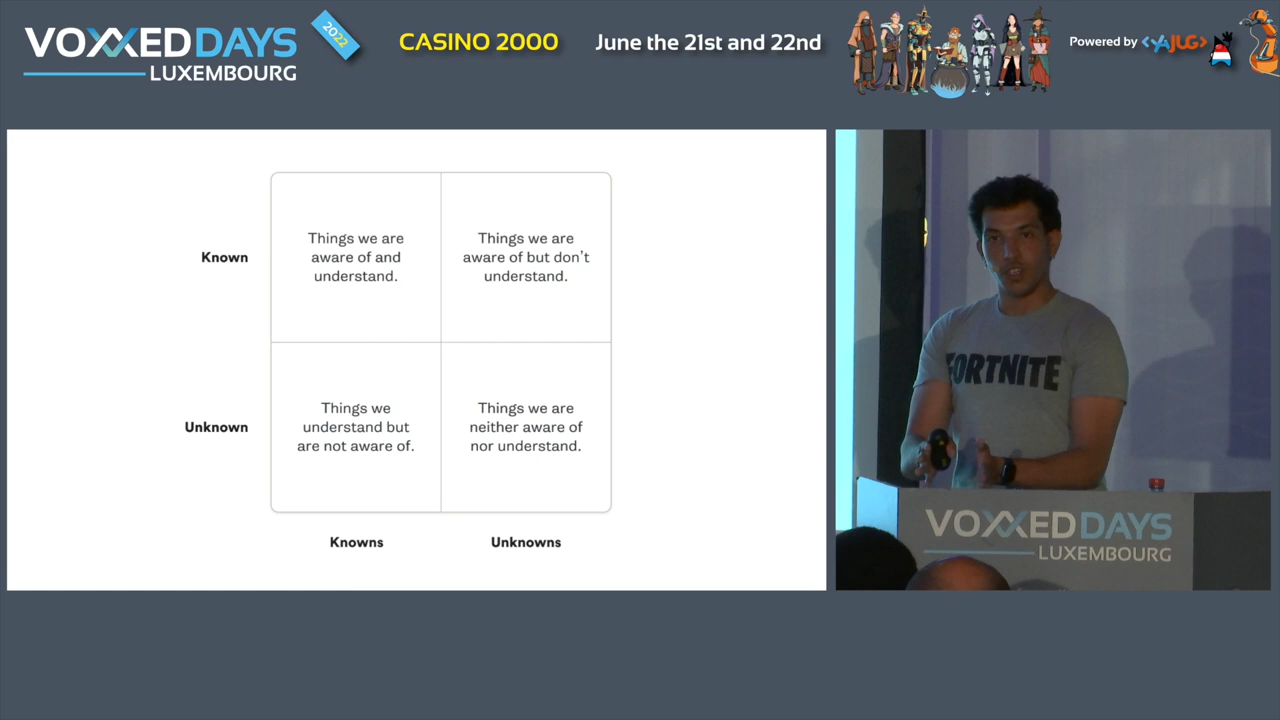 VOXXED DAYS
LUXEMBOURG
2022
CASINO 2000
June the 21st and 22nd
Powered by <YAJUG>
Known
Things we are
aware of and
understand.
Things we are
aware of but don't
understand.
Unknown
Things we
understand but
are not aware of.
Things we are
neither aware of
nor understand.
Knowns
Unknowns
FORTNITE
VOXXED DAYS
LUXEMBOURG